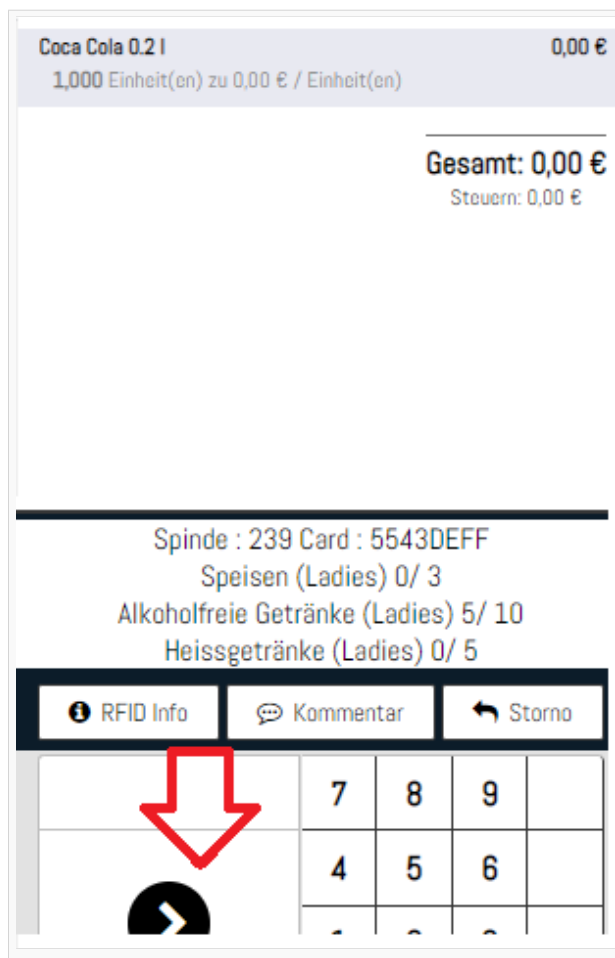 Coca Cola 0.2 l 0,00 €
1,000 Einheit(en) zu 0,00 € / Einheit(en)
Gesamt: 0,00 €
Steuern: 0,00 €
Spinde : 239 Card : 5543DEFF
Speisen (Ladies) 0/ 3
Alkoholfreie Getränke (Ladies) 5/ 10
Heissgetränke (Ladies) 0/ 5
RFID Info Kommentar Storno
7 8 9
4 5 6